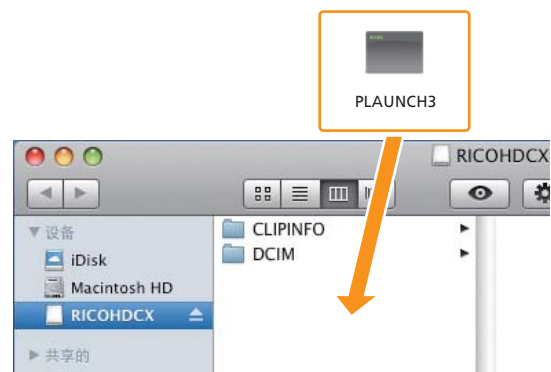 PLAUNCH3
RICOHDCX
设备
iDisk
Macintosh HD
RICOHDCX
共享的
CLIPINFO
DCIM